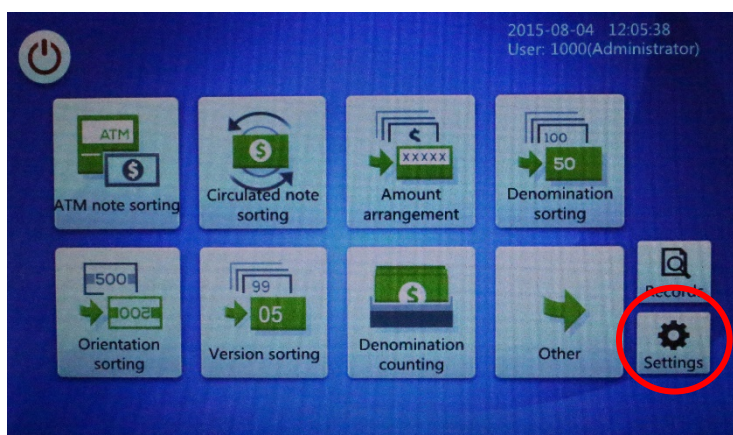 2015-08-04 12:05:38
User: 1000(Administrator)
ATM
ATM note sorting
Circulated note
sorting
XXXXX
Amount
arrangement
100
50
Denomination
sorting
500
500
Orientation
sorting
99
05
Version sorting
Denomination
counting
Other
Records
Settings